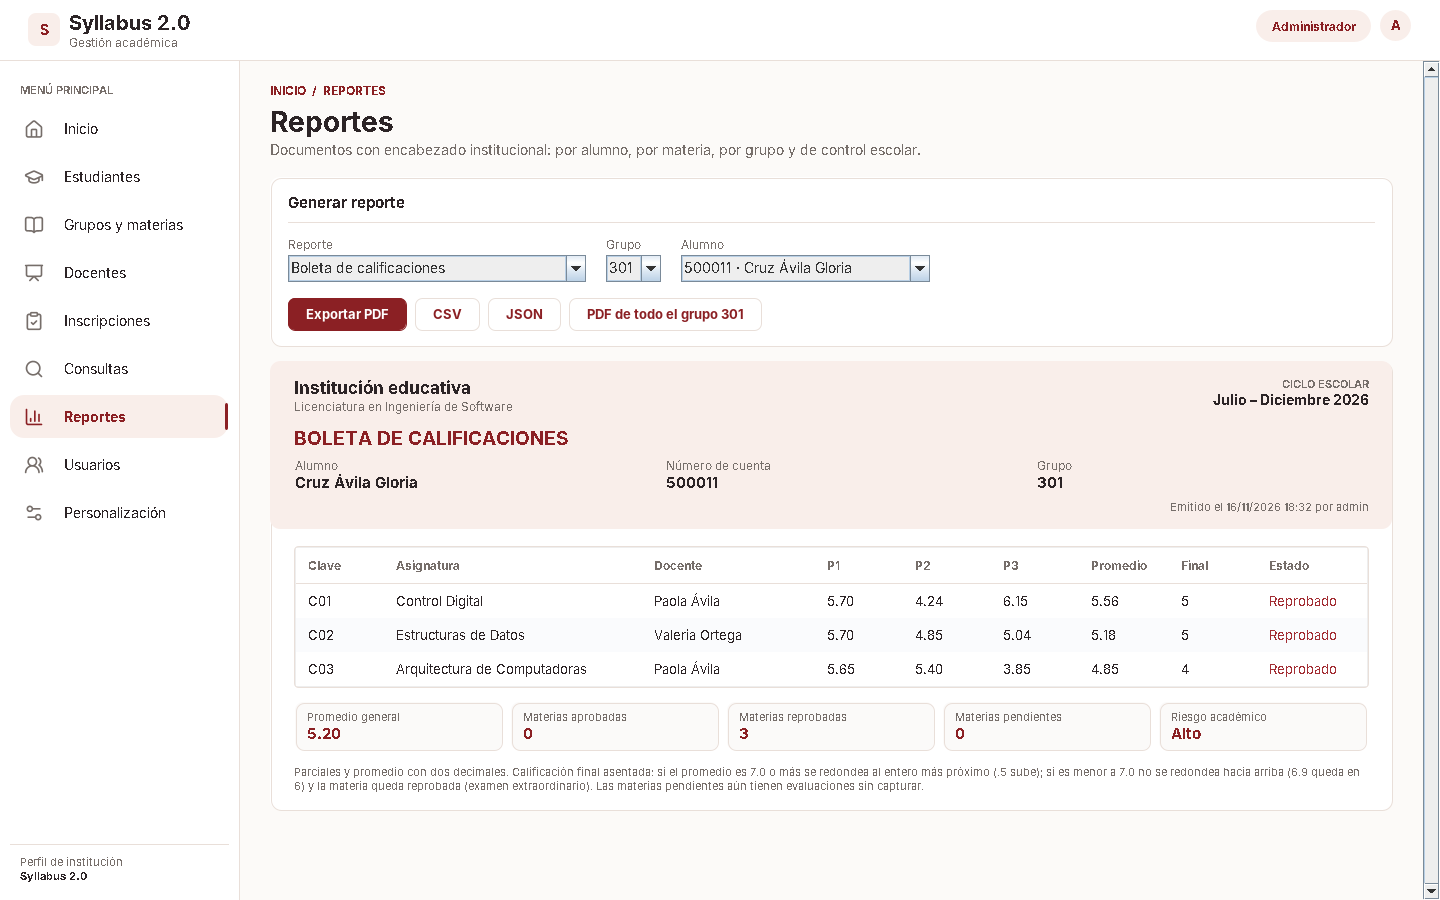 S
Syllabus 2.0
Gestión académica
Administrador
A
MENÚ PRINCIPAL
Inicio
Estudiantes
Grupos y materias
Docentes
Inscripciones
Consultas
Reportes
Usuarios
Personalización
Perfil de institución
Syllabus 2.0
INICIO / REPORTES
Reportes
Documentos con encabezado institucional: por alumno, por materia, por grupo y de control escolar.
Generar reporte
Reporte Grupo Alumno
Boleta de calificaciones 301 500011 · Cruz Ávila Gloria
Exportar PDF CSV JSON PDF de todo el grupo 301
Institución educativa
Licenciatura en Ingeniería de Software
CICLO ESCOLAR
Julio – Diciembre 2026
BOLETA DE CALIFICACIONES
Alumno Número de cuenta Grupo
Cruz Ávila Gloria 500011 301
Emitido el 16/11/2026 18:32 por admin
Clave Asignatura Docente P1 P2 P3 Promedio Final Estado
C01 Control Digital Paola Ávila 5.70 4.24 6.15 5.56 5 Reprobado
C02 Estructuras de Datos Valeria Ortega 5.70 4.85 5.04 5.18 5 Reprobado
C03 Arquitectura de Computadoras Paola Ávila 5.65 5.40 3.85 4.85 4 Reprobado
Promedio general Materias aprobadas Materias reprobadas Materias pendientes Riesgo académico
5.20 0 3 0 Alto
Parciales y promedio con dos decimales. Calificación final asentada: si el promedio es 7.0 o más se redondea al entero más próximo (.5 sube); si es menor a 7.0 no se redondea hacia arriba (6.9 queda en
6) y la materia queda reprobada (examen extraordinario). Las materias pendientes aún tienen evaluaciones sin capturar.